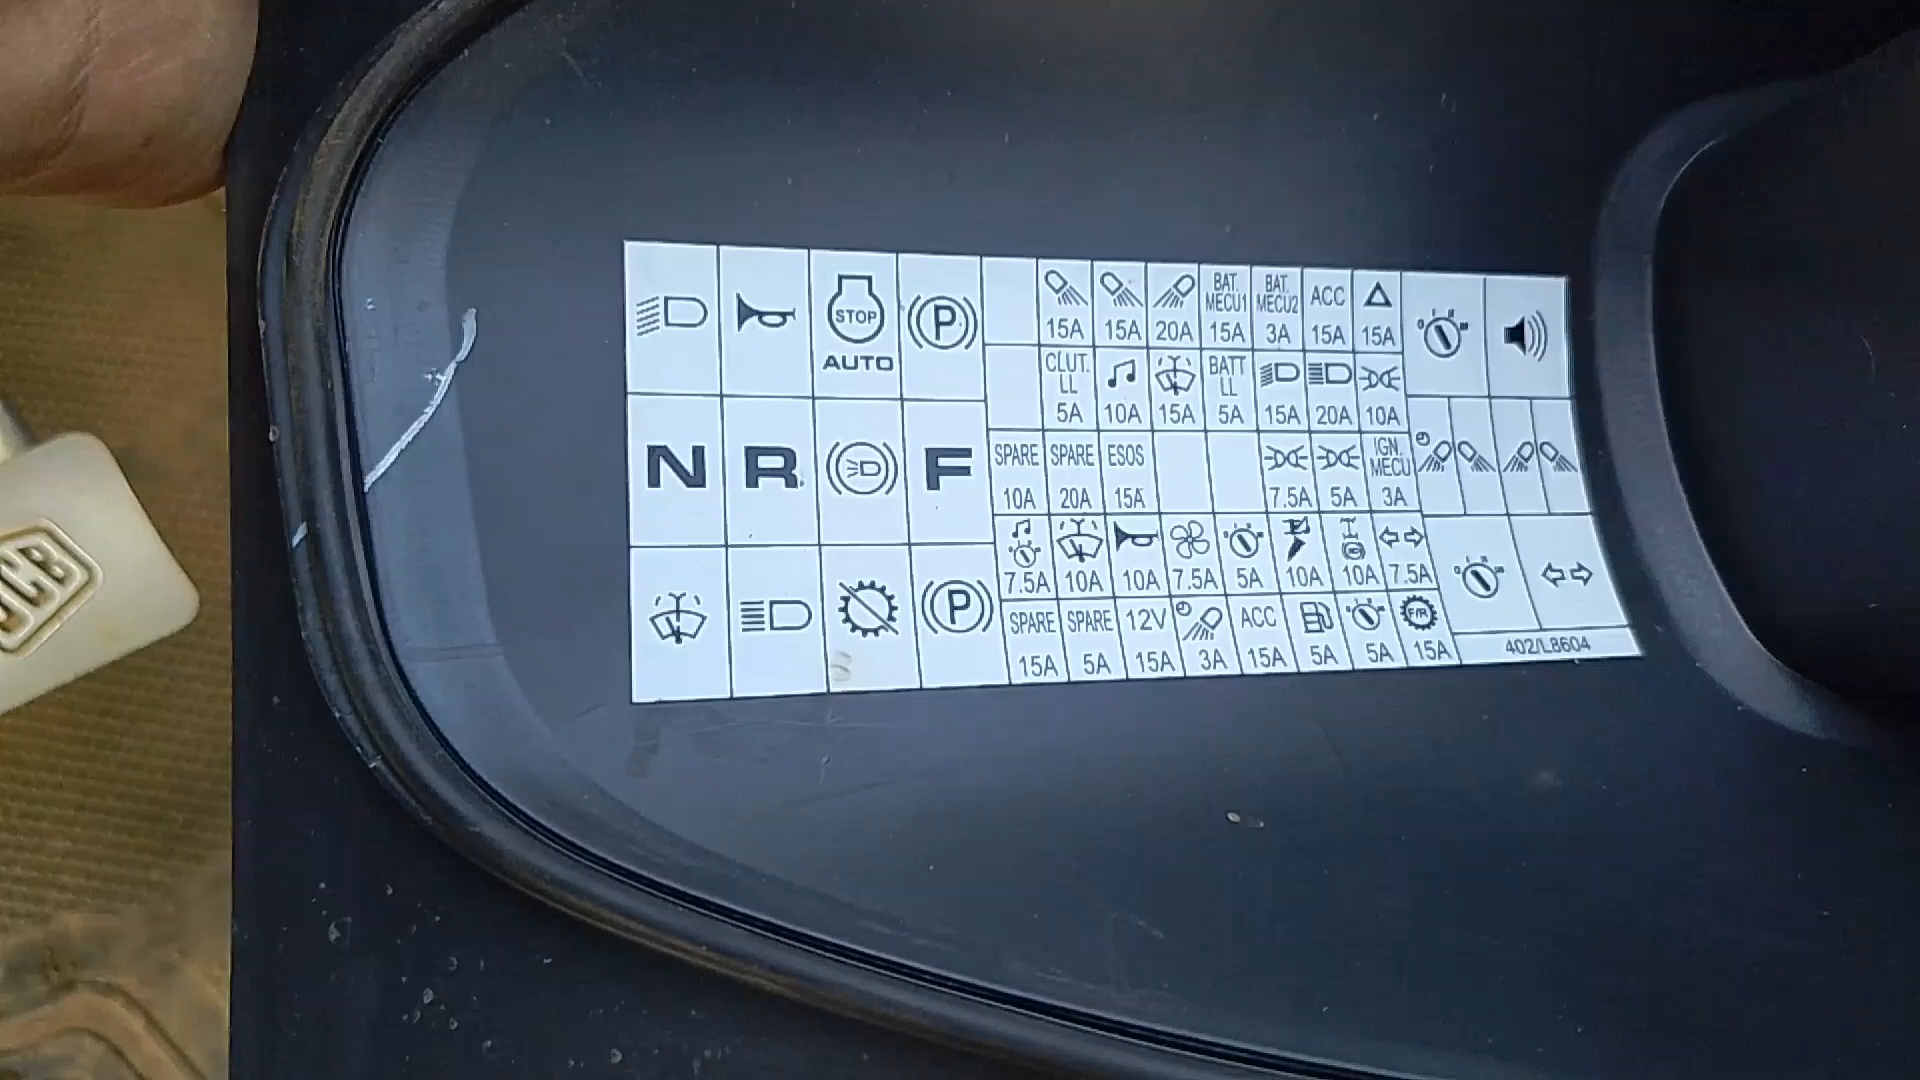 STOP
AUTO
P
BAT. MECU1
BAT. MECU2
ACC
15A 15A 20A 15A 3A 15A 15A
CLUT. LL
BATT LL
5A 10A 15A 5A 15A 20A 10A
N R F
SPARE SPARE ESOS IGN. MECU
10A 20A 15A 7.5A 5A 3A
7.5A 10A 10A 7.5A 5A 10A 10A 7.5A
P
SPARE SPARE 12V ACC F/R
15A 5A 15A 3A 15A 5A 5A 15A
402/L8604
JCB